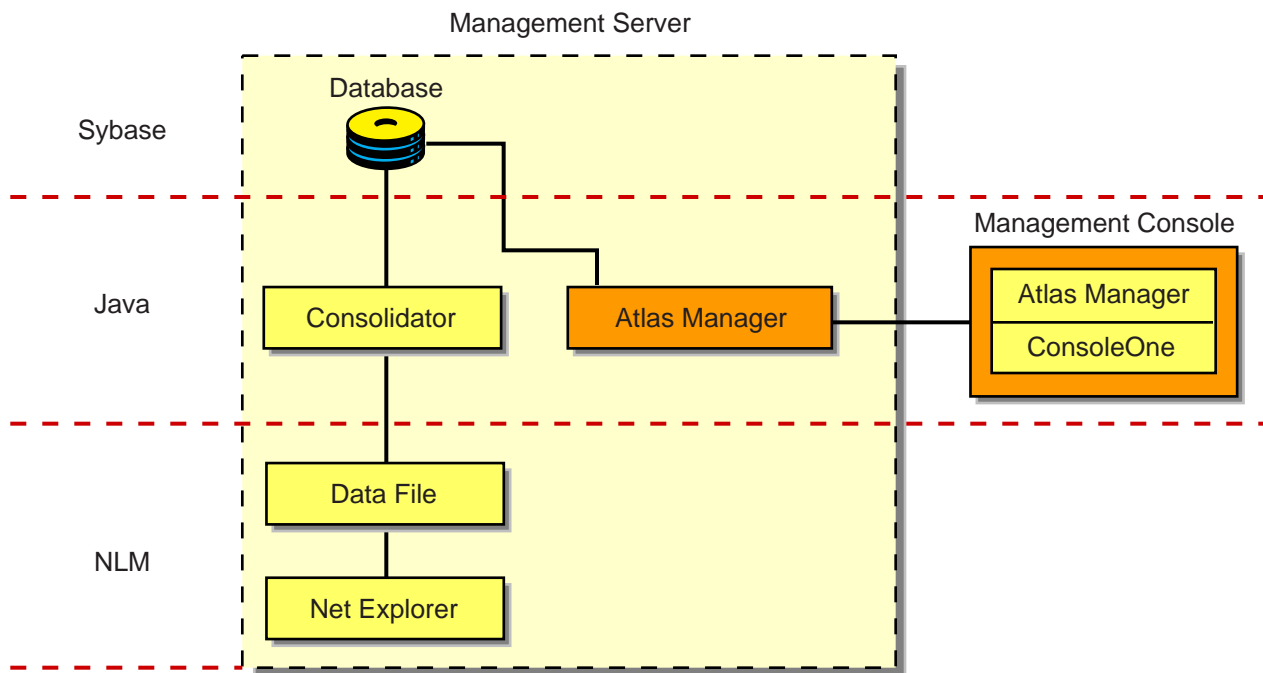 Management Server
Database
Sybase
Management Console
Java
Consolidator
Atlas Manager
Atlas Manager
ConsoleOne
Data File
NLM
Net Explorer